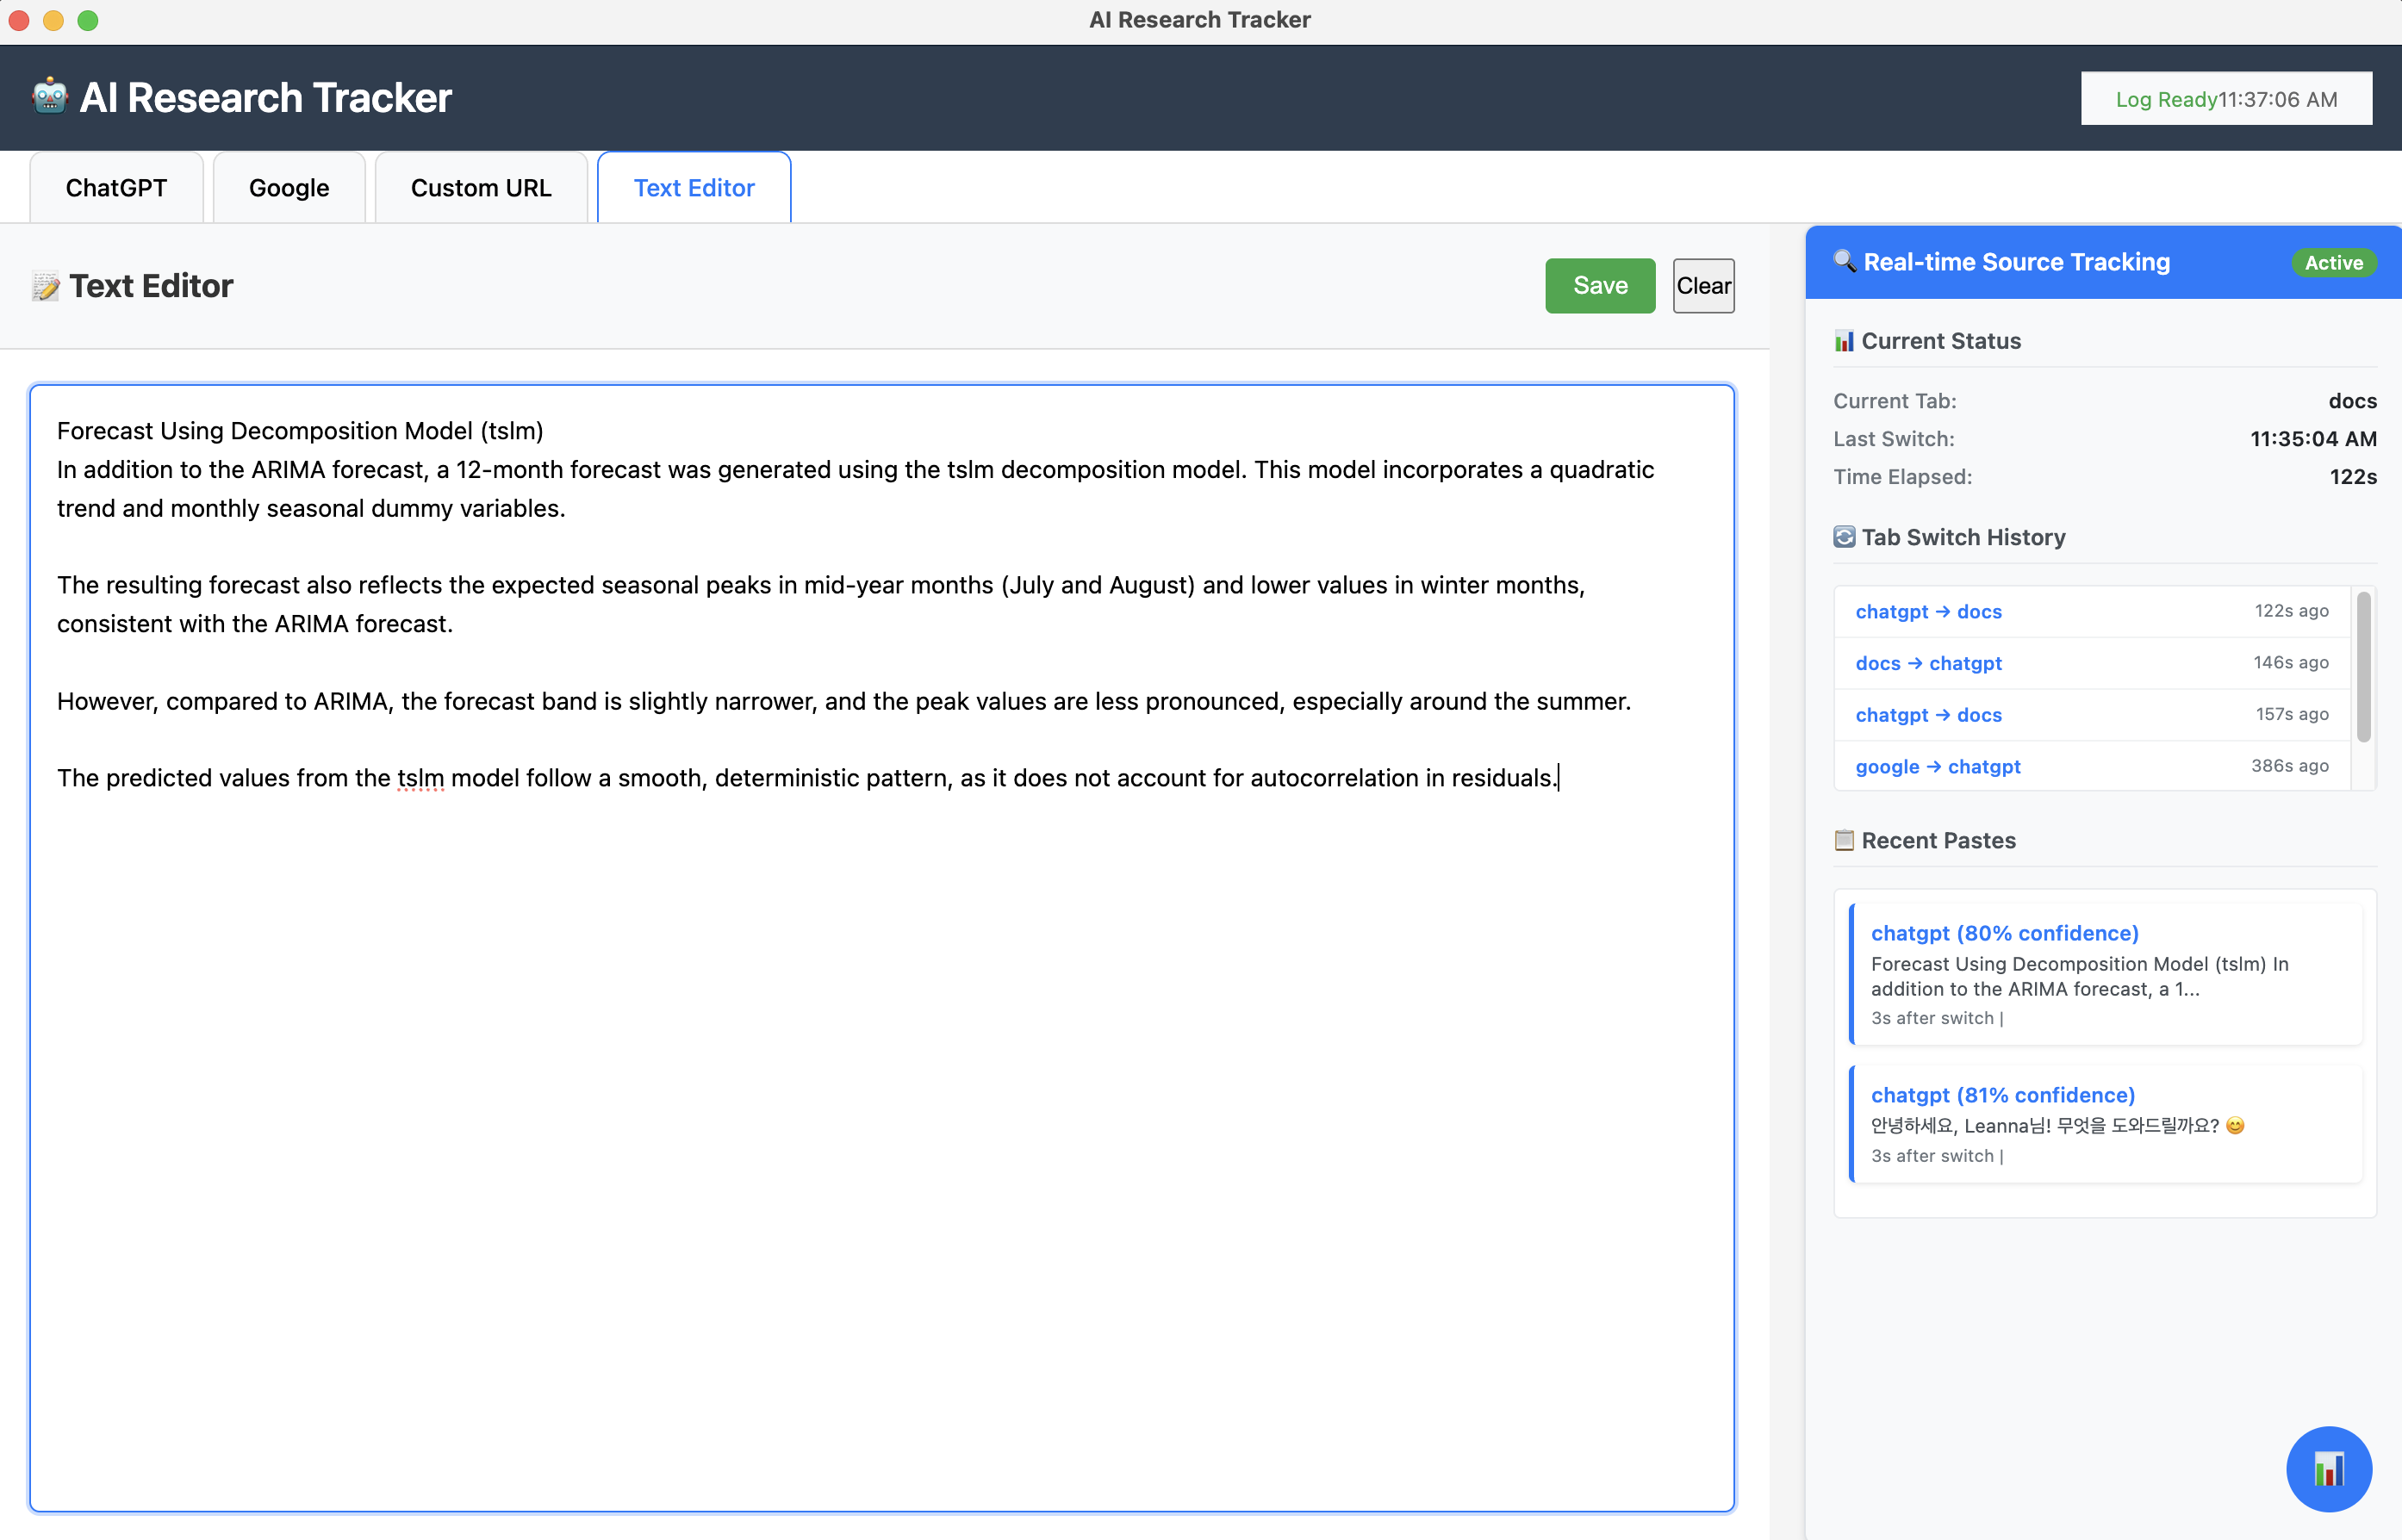 AI Research Tracker
🤖 AI Research Tracker
Log Ready11:37:06 AM
ChatGPT
Google
Custom URL
Text Editor
📝 Text Editor
Save
Clear
Forecast Using Decomposition Model (tslm)
In addition to the ARIMA forecast, a 12-month forecast was generated using the tslm decomposition model. This model incorporates a quadratic
trend and monthly seasonal dummy variables.
The resulting forecast also reflects the expected seasonal peaks in mid-year months (July and August) and lower values in winter months,
consistent with the ARIMA forecast.
However, compared to ARIMA, the forecast band is slightly narrower, and the peak values are less pronounced, especially around the summer.
The predicted values from the tslm model follow a smooth, deterministic pattern, as it does not account for autocorrelation in residuals.
🔍 Real-time Source Tracking
Active
📊 Current Status
Current Tab: docs
Last Switch: 11:35:04 AM
Time Elapsed: 122s
🔄 Tab Switch History
chatgpt → docs 122s ago
docs → chatgpt 146s ago
chatgpt → docs 157s ago
google → chatgpt 386s ago
📋 Recent Pastes
chatgpt (80% confidence)
Forecast Using Decomposition Model (tslm) In
addition to the ARIMA forecast, a 1...
3s after switch |
chatgpt (81% confidence)
안녕하세요, Leanna님! 무엇을 도와드릴까요? 😊
3s after switch |